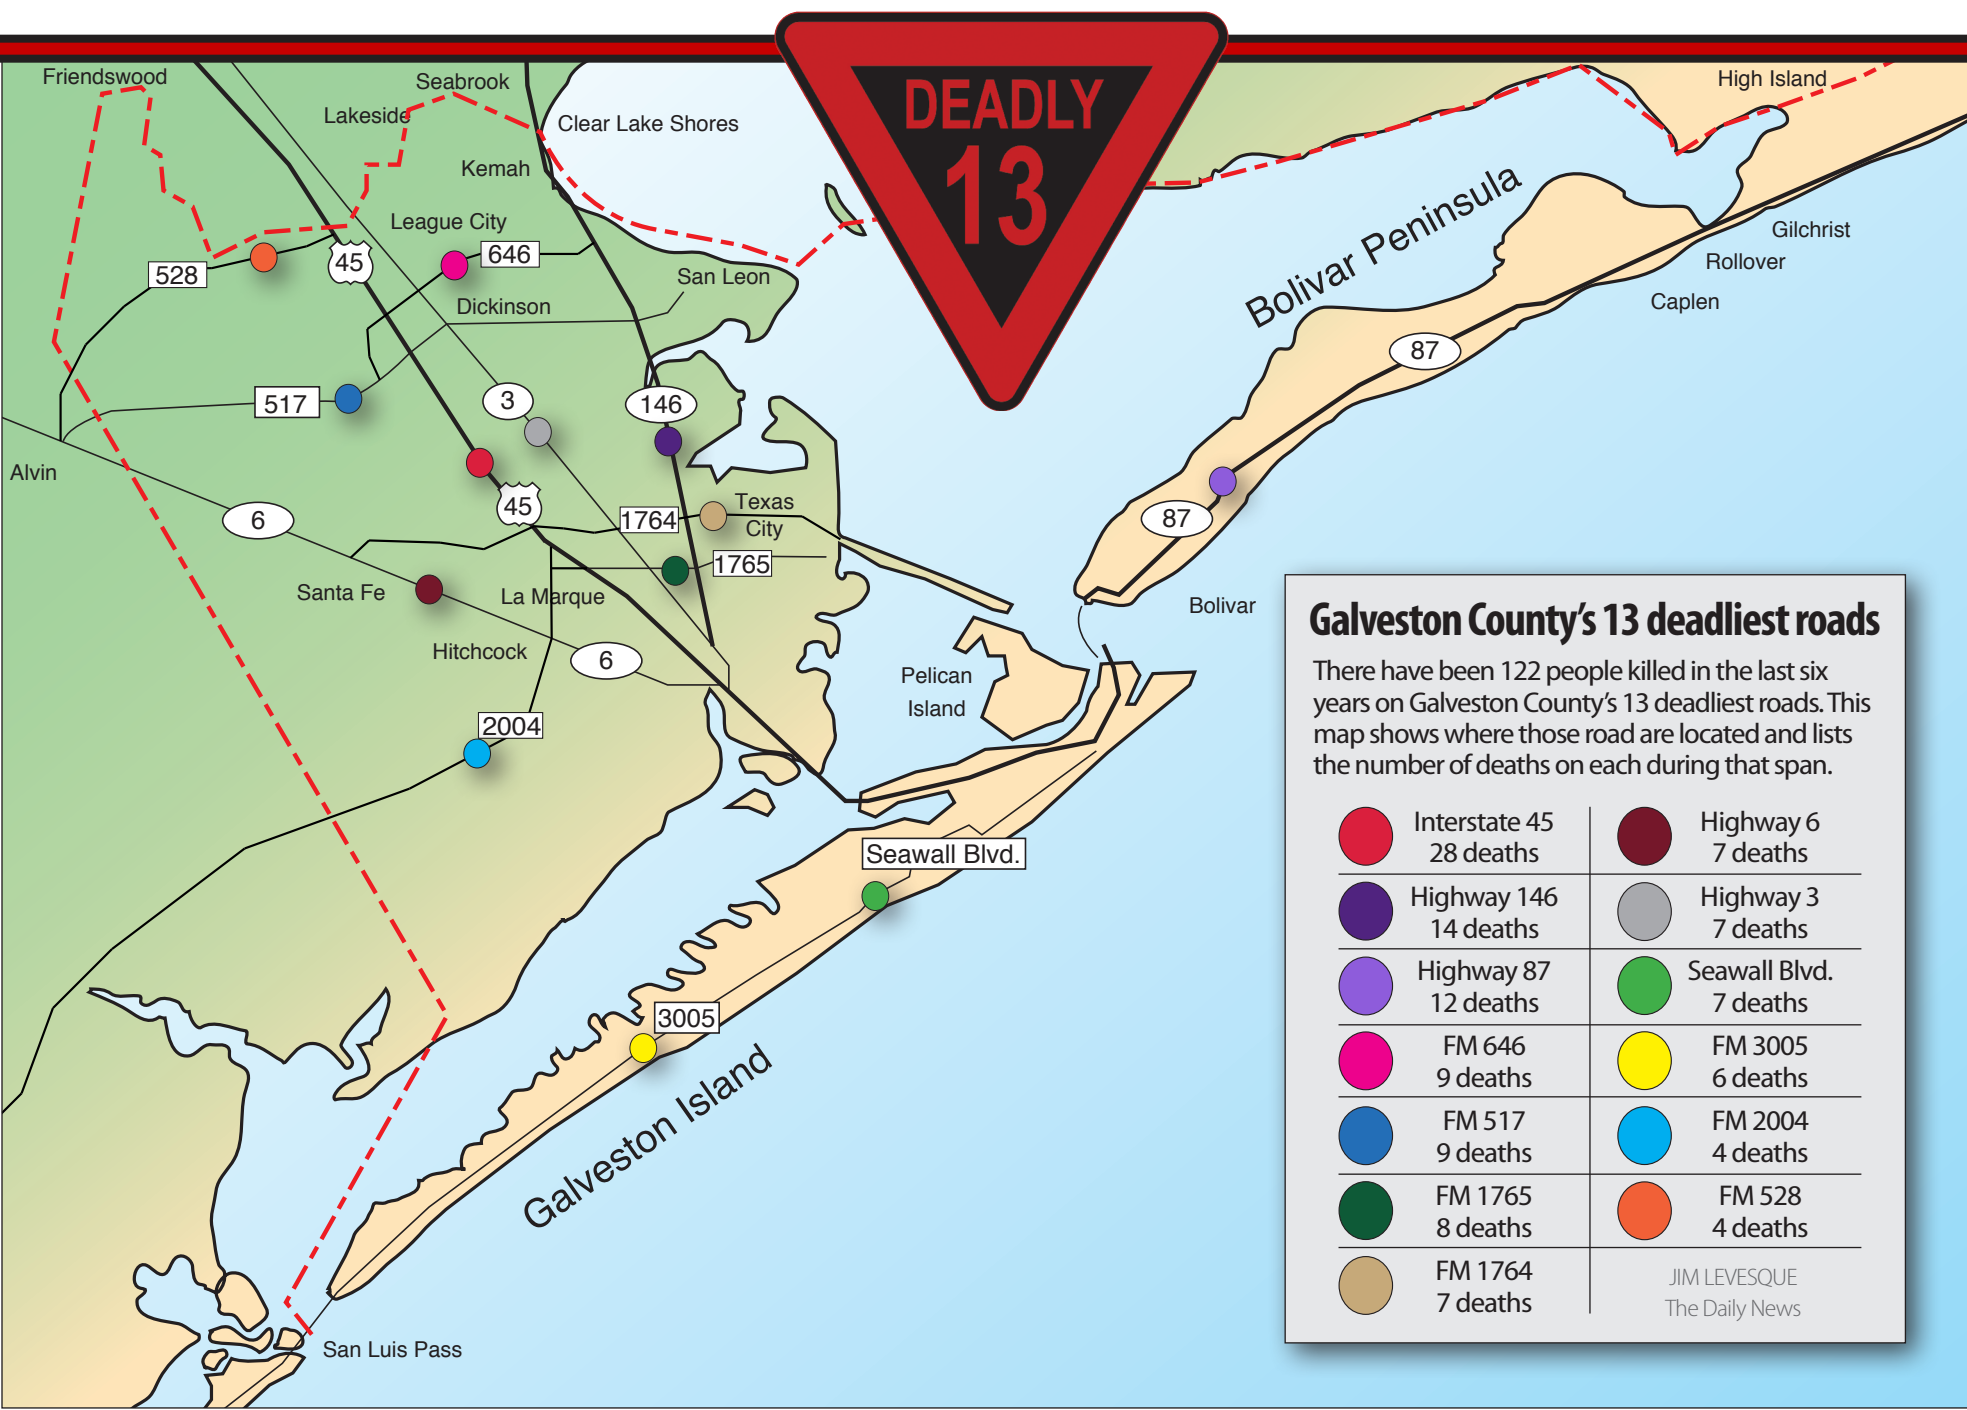 DEADLY
13
Friendswood
Seabrook
Lakeside
Clear Lake Shores
Kemah
High Island
League City
646
45
528
San Leon
Dickinson
Bolivar Peninsula
Gilchrist
Rollover
Caplen
87
517
3
146
Alvin
6
45
1764
Texas
City
87
1765
Santa Fe
La Marque
Bolivar
Hitchcock
6
Pelican
Island
2004
Seawall Blvd.
3005
Galveston Island
San Luis Pass
Galveston County's 13 deadliest roads
There have been 122 people killed in the last six
years on Galveston County's 13 deadliest roads. This
map shows where those road are located and lists
the number of deaths on each during that span.
Interstate 45
28 deaths
Highway 146
14 deaths
Highway 87
12 deaths
FM 646
9 deaths
FM 517
9 deaths
FM 1765
8 deaths
FM 1764
7 deaths
Highway 6
7 deaths
Highway 3
7 deaths
Seawall Blvd.
7 deaths
FM 3005
6 deaths
FM 2004
4 deaths
FM 528
4 deaths
JIM LEVESQUE
The Daily News